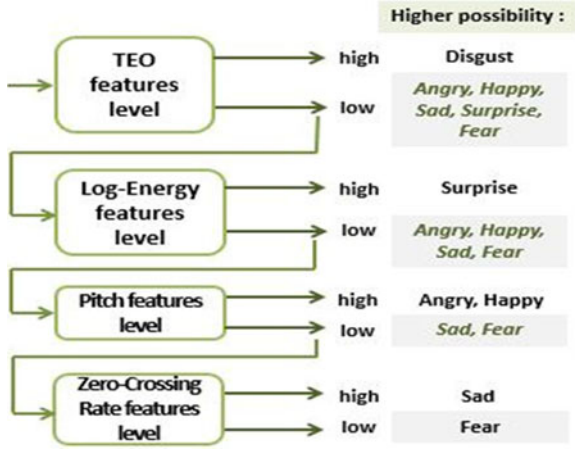 Higher possibility :
TEO
features
level
high
Disgust
low
Angry, Happy,
Sad, Surprise,
Fear
Log-Energy
features
level
high
Surprise
low
Angry, Happy,
Sad, Fear
Pitch features
level
high
Angry, Happy
low
Sad, Fear
Zero-Crossing
Rate features
level
high
Sad
low
Fear